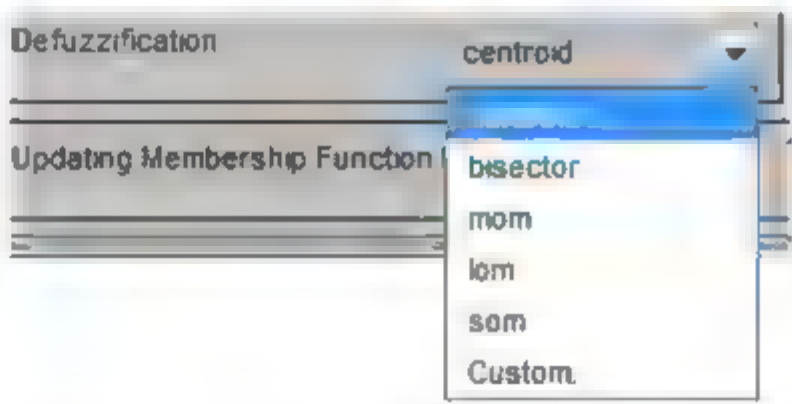 Defuzzification
centroid
Updating Membership Function
bisector
mom
lom
som
Custom